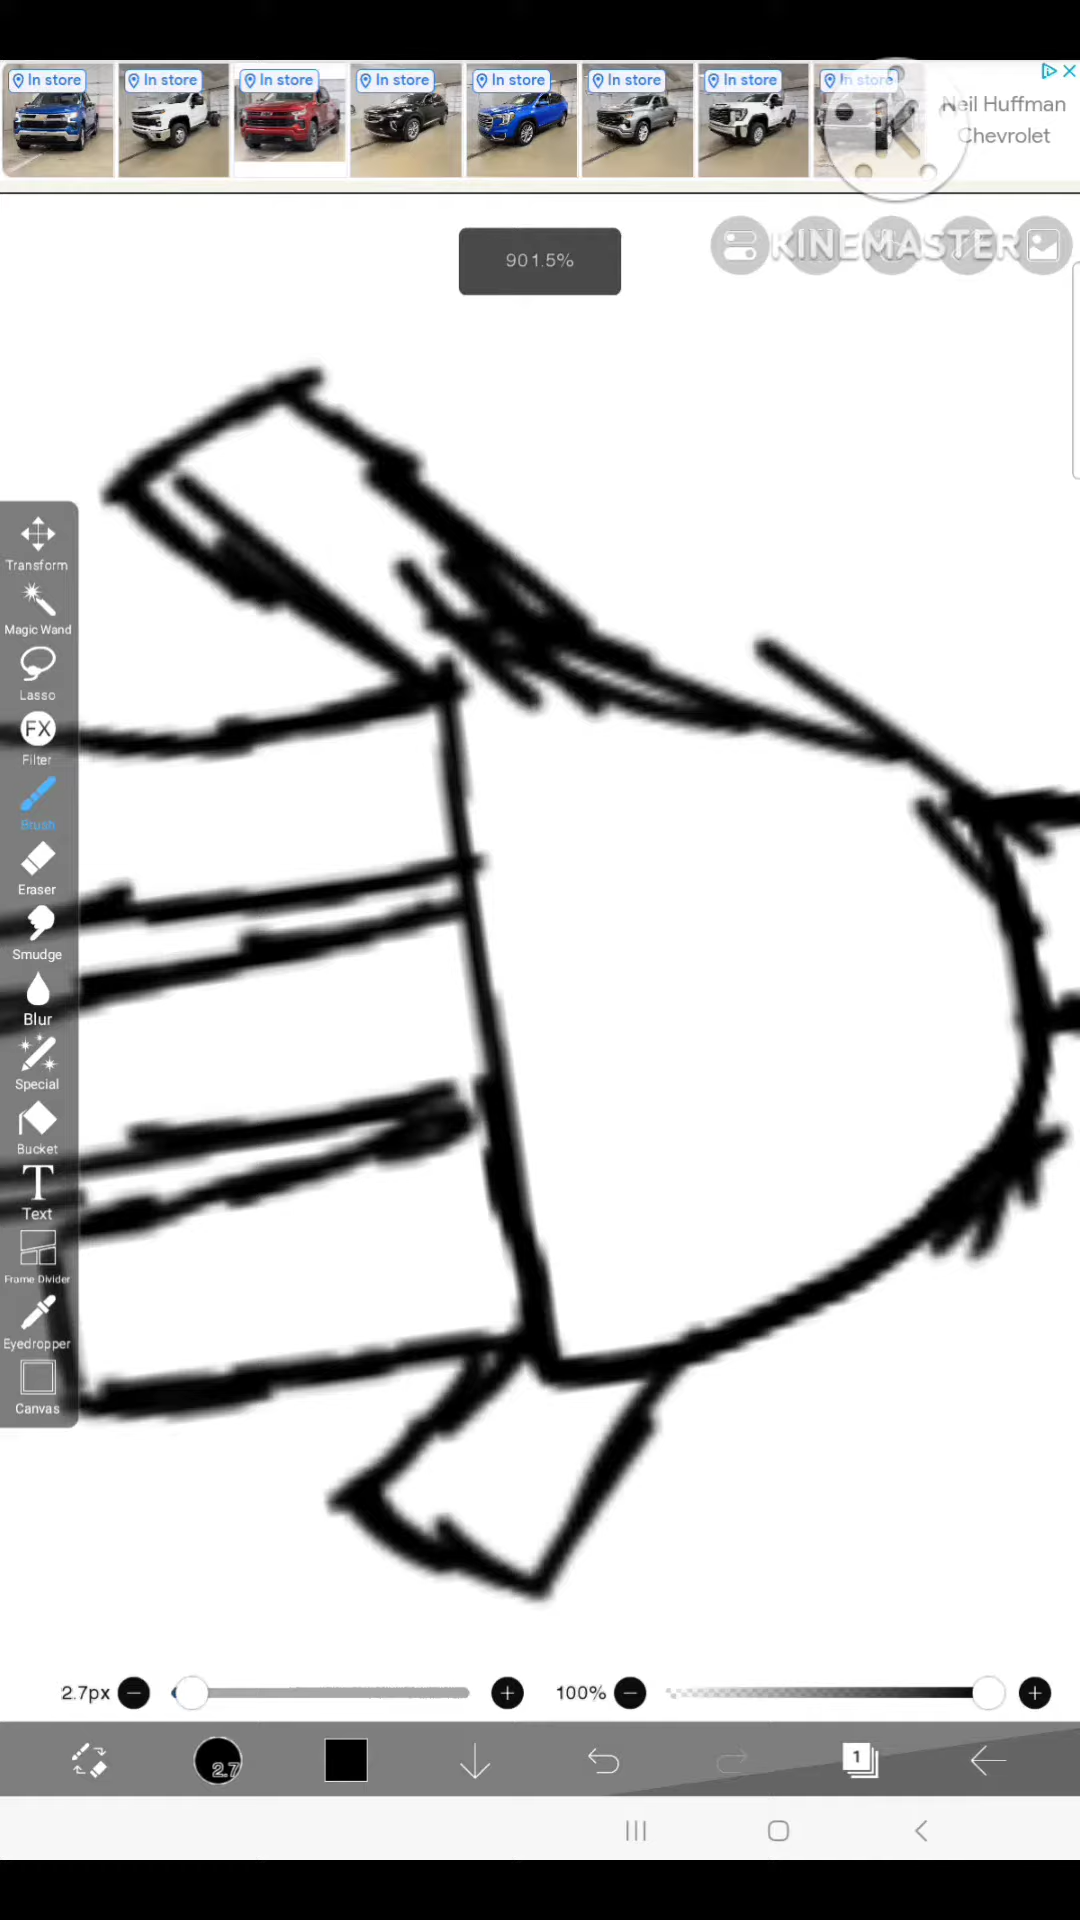 In store
In store
In store
In store
In store
In store
In store
In store
Neil Huffman
Chevrolet
KINEMASTER
901.5%
Transform
Magic Wand
Lasso
FX
Filter
Brush
Eraser
Smudge
Blur
Special
Bucket
T
Text
Frame Divider
Eyedropper
Canvas
2.7px
100%
2.7
1